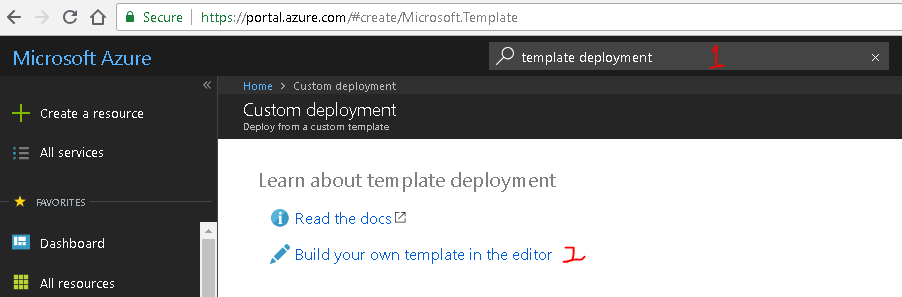 Secure https://portal.azure.com/#create/Microsoft.Template
Microsoft Azure
template deployment 1
Home > Custom deployment
Custom deployment
Deploy from a custom template
Create a resource
All services
FAVORITES
Dashboard
All resources
Learn about template deployment
Read the docs
Build your own template in the editor 2